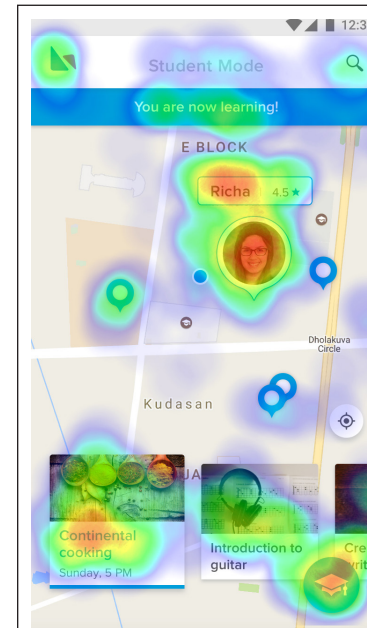 12:3
Student Mode
You are now learning!
E BLOCK
Richa 4.5★
Dholakuva
Circle
Kudasan
Continental
cooking
Sunday, 5 PM
Introduction to
guitar
Cre